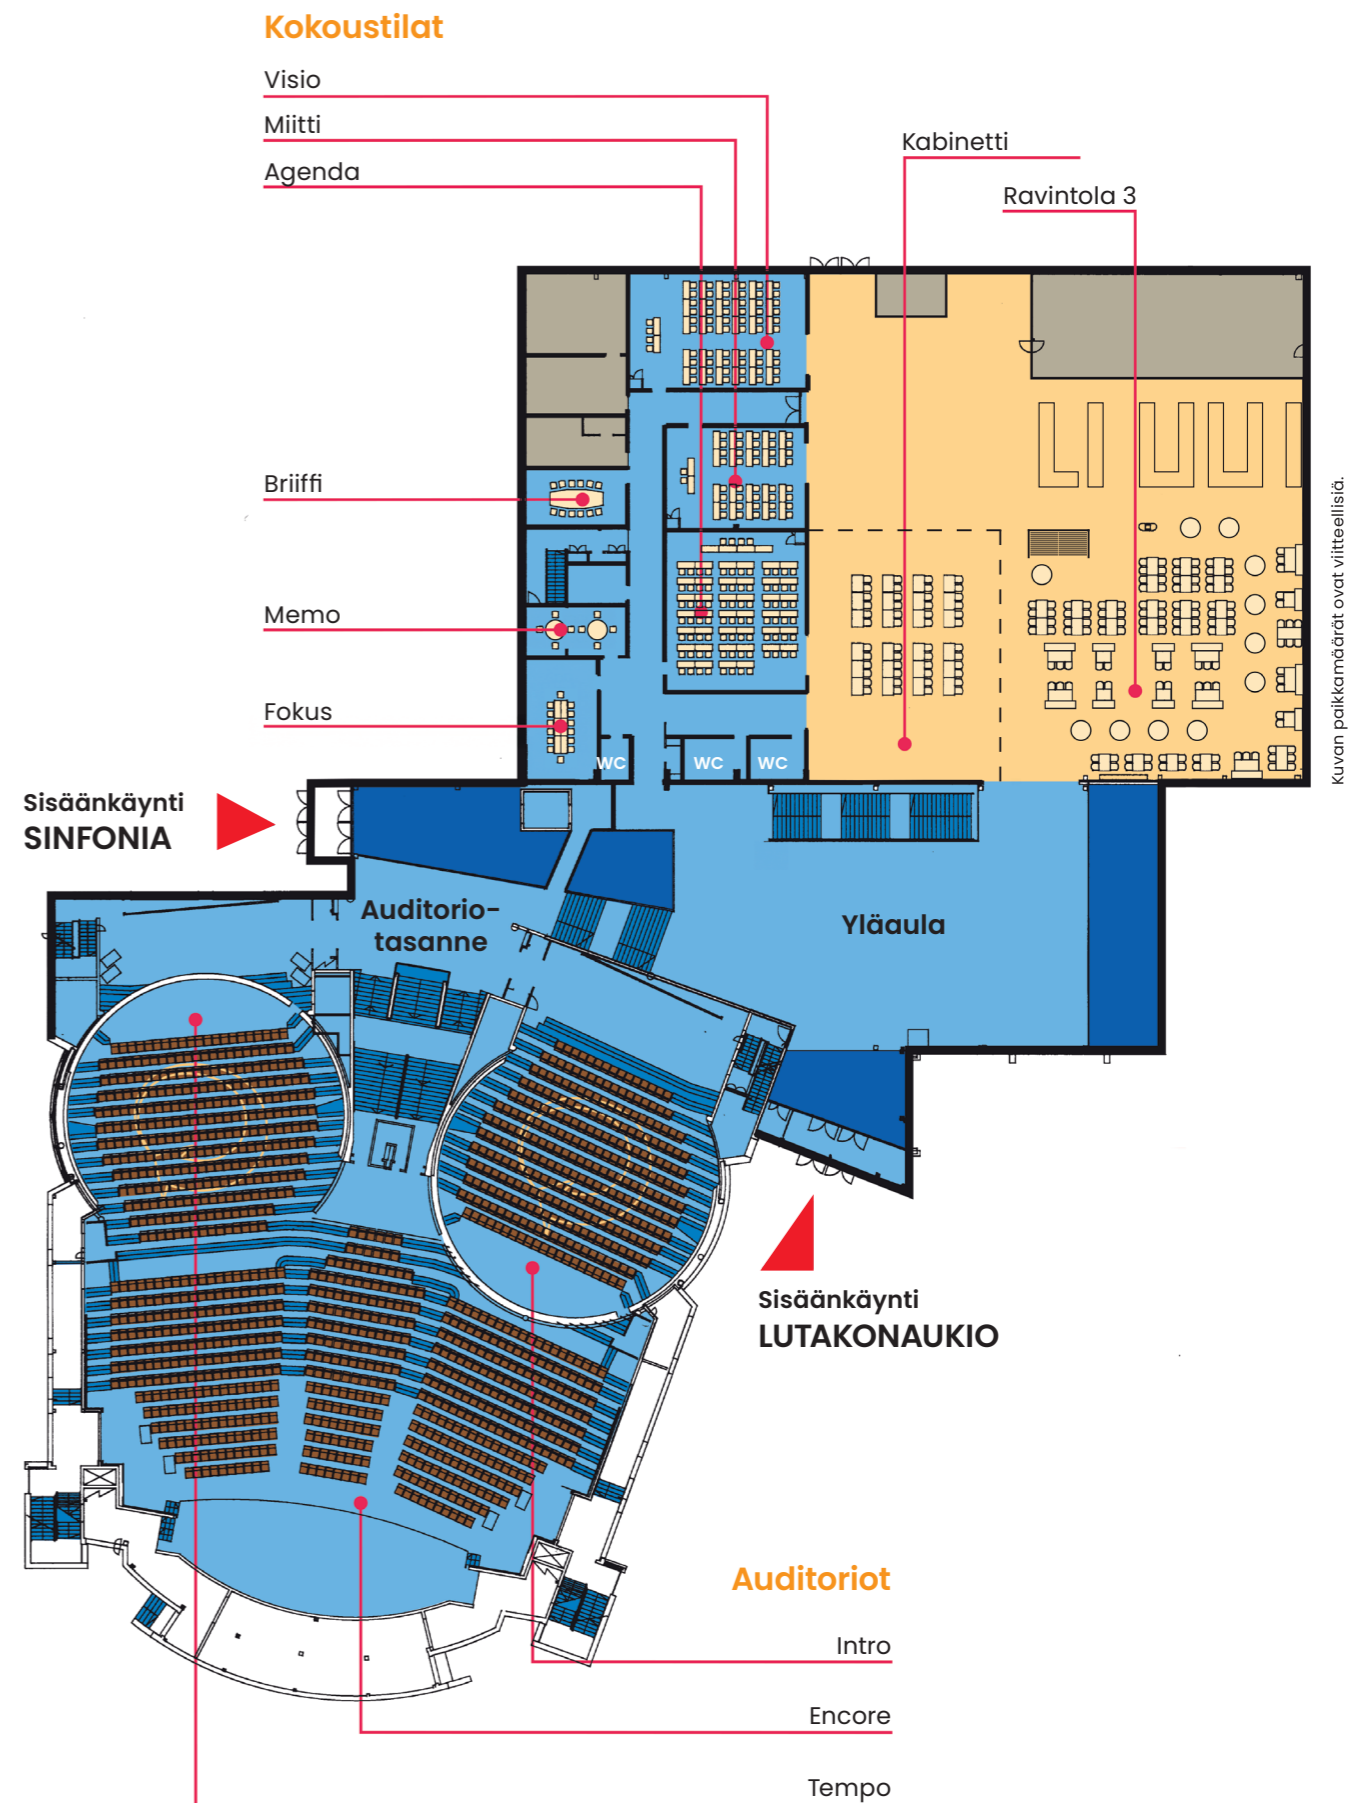 Kokoustilat
Visio
Miitti
Agenda
Kabinetti
Ravintola 3
Briiffi
Memo
Fokus
WC
WC
WC
Kuvan paikkamäärät ovat viitteellisiä.
Sisäänkäynti
SINFONIA
Auditorio-
tasanne
Yläaula
Sisäänkäynti
LUTAKONAUKIO
Auditoriot
Intro
Encore
Tempo